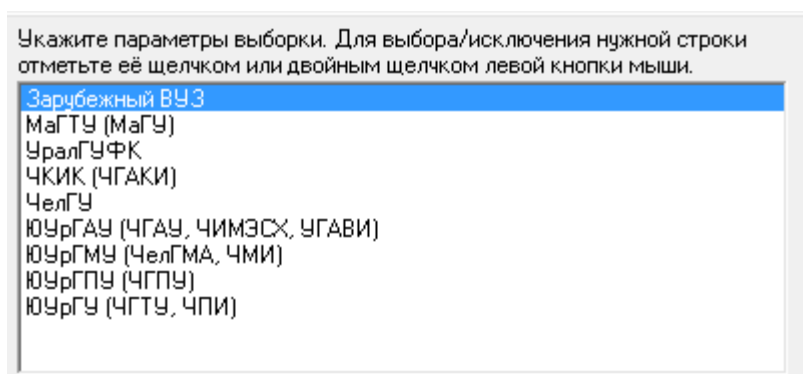 Укажите параметры выборки. Для выбора/исключения нужной строки
отметьте её щелчком или двойным щелчком левой кнопки мыши.
Зарубежный ВУЗ
МаГТУ (МаГУ)
УралГУФК
ЧКИК (ЧГАКИ)
ЧелГУ
ЮУрГАУ (ЧГАУ, ЧИМЭСХ, УГАВИ)
ЮУрГМУ (ЧелГМА, ЧМИ)
ЮУрГПУ (ЧГПУ)
ЮУрГУ (ЧГТУ, ЧПИ)